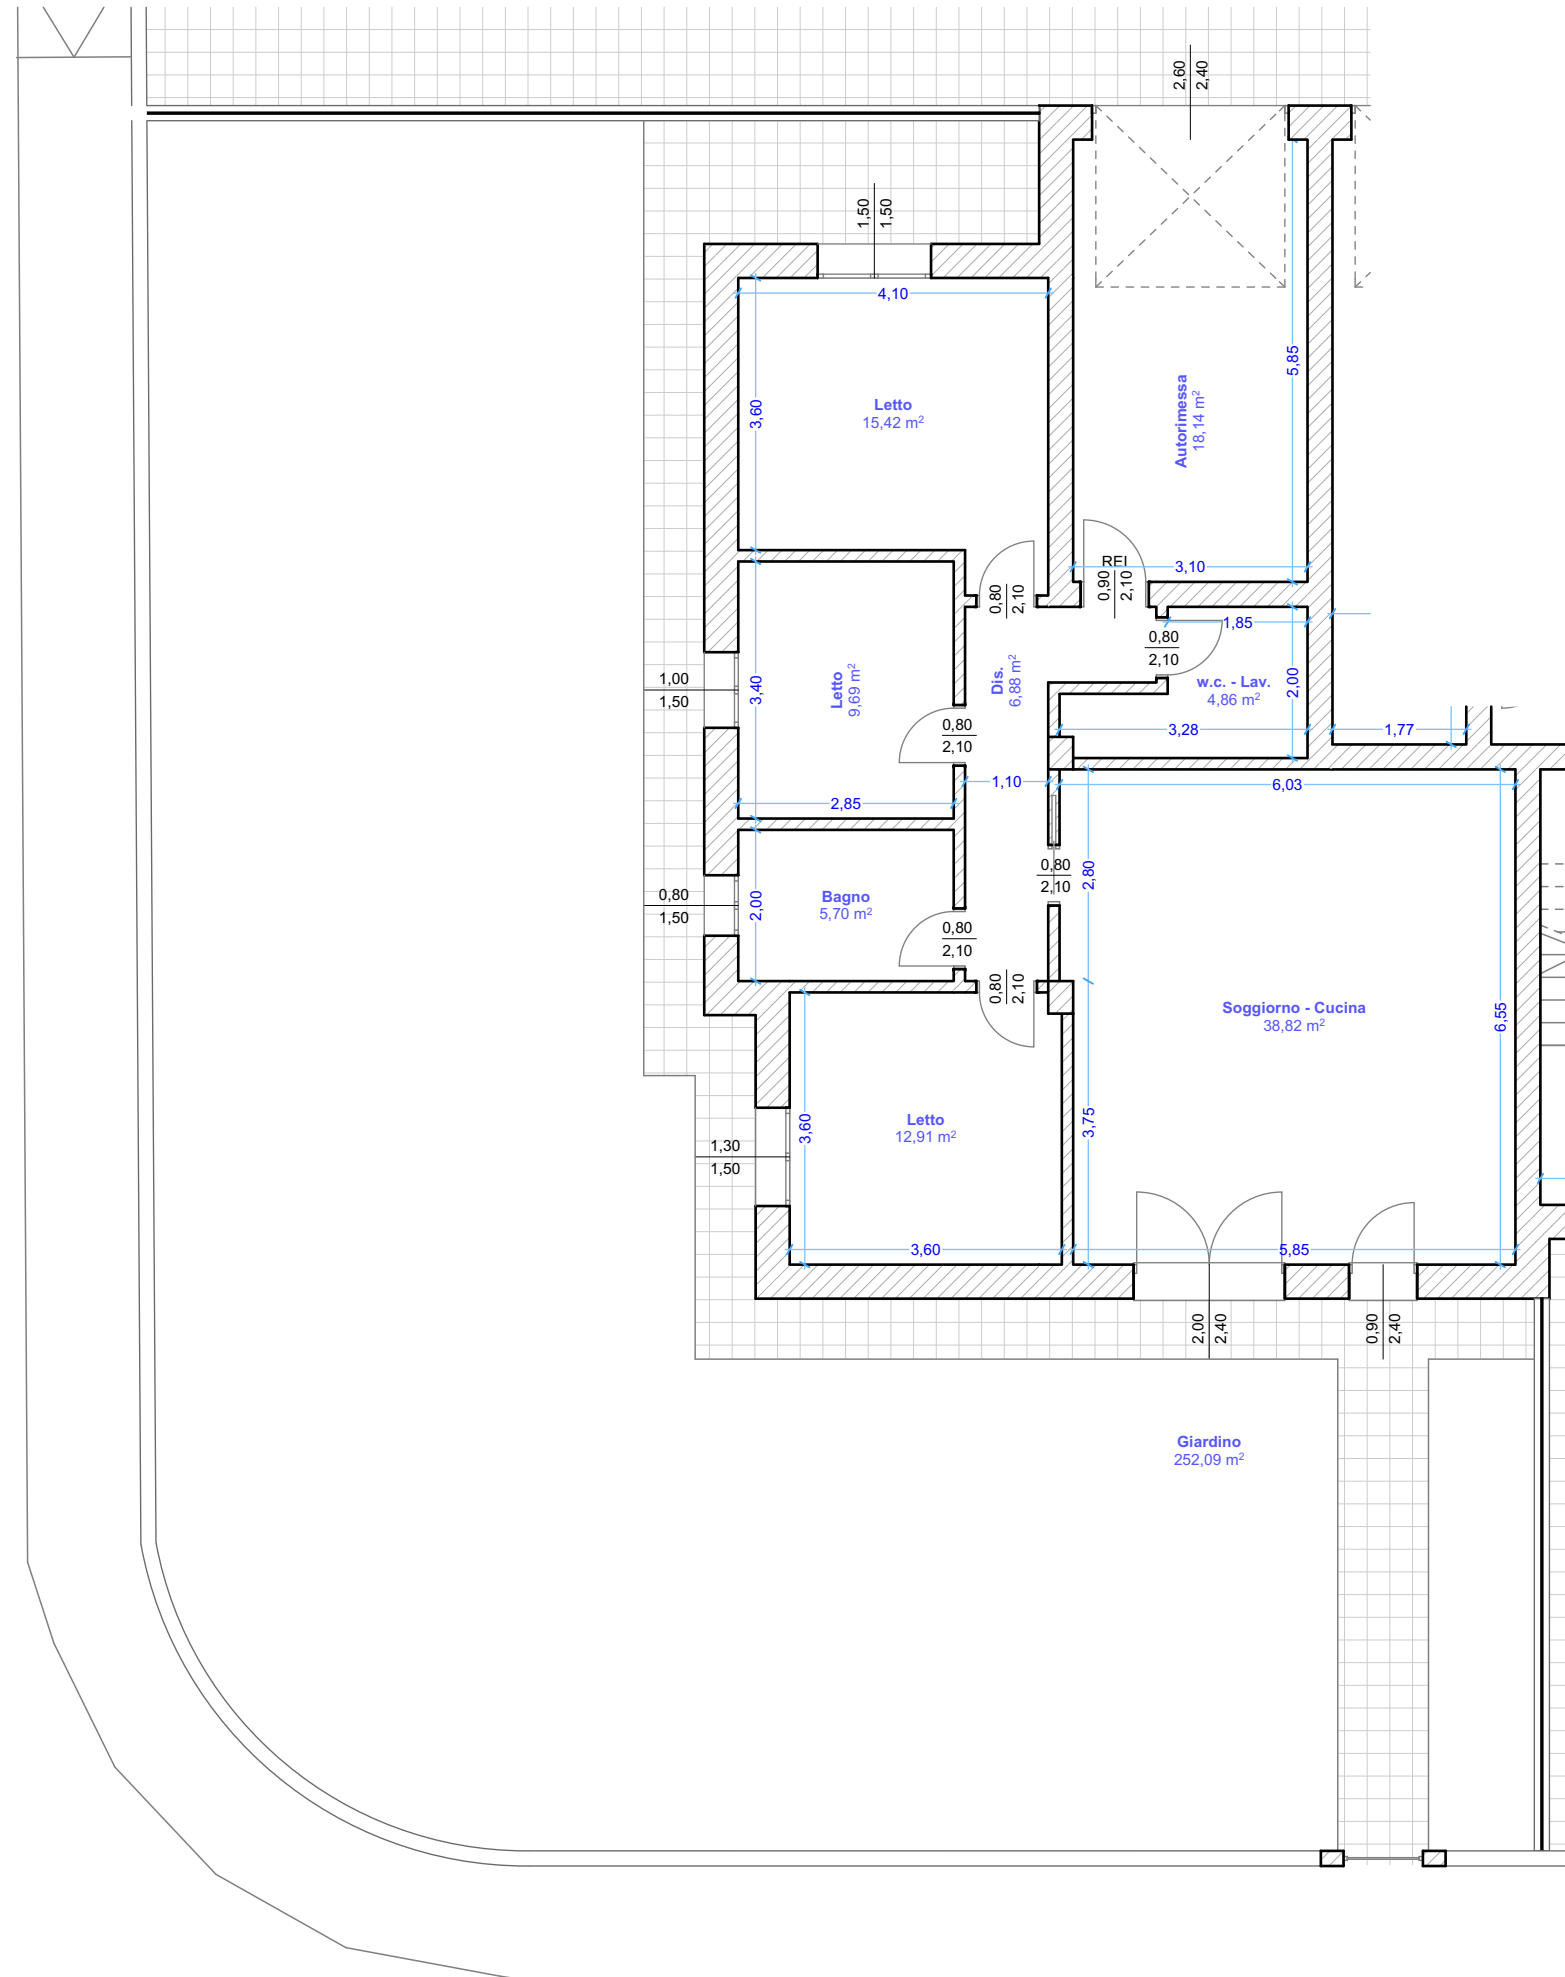 2,60
2,40
1,50
1,50
4,10
3,60
Letto
15,42 m²
5,85
Autorimessa
18,14 m²
REI
3,10
0,90
2,10
0,80
2,10
1,85
0,80
2,10
Letto
9,69 m²
Dis.
6,88 m²
w.c. - Lav.
4,86 m²
2,00
1,00
1,50
3,40
3,28
1,77
0,80
2,10
1,10
6,03
2,85
0,80
2,10
2,80
0,80
1,50
2,00
Bagno
5,70 m²
0,80
2,10
0,80
2,10
Soggiorno - Cucina
38,82 m²
6,55
3,60
Letto
12,91 m²
3,75
1,30
1,50
3,60
5,85
2,00
2,40
0,90
2,40
Giardino
252,09 m²